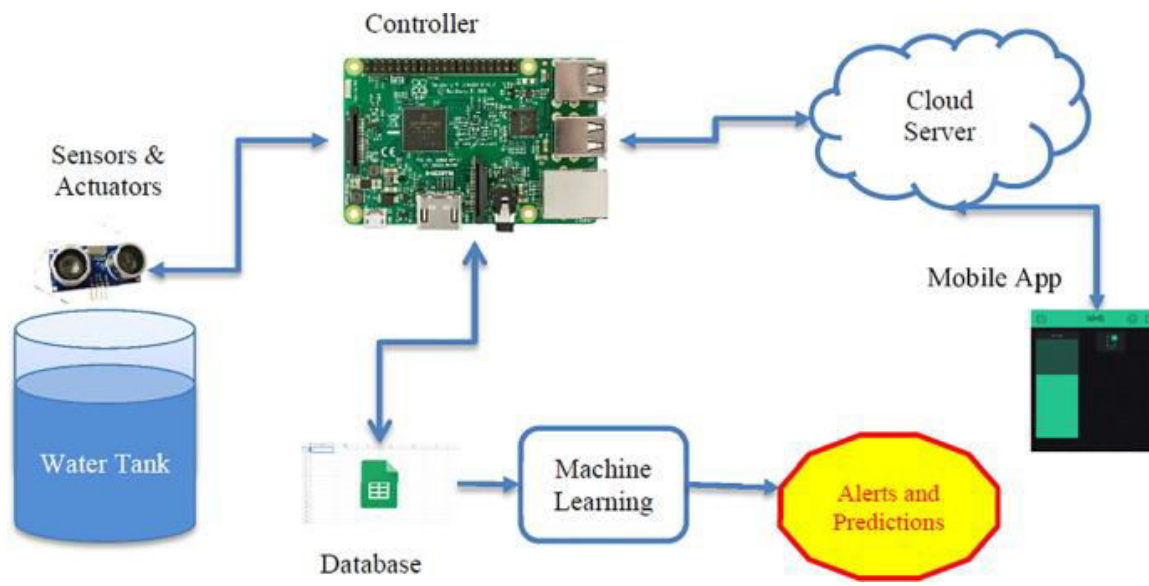 Controller
Cloud
Server
Sensors &
Actuators
Mobile App
Water Tank
Machine
Learning
Alerts and
Predictions
Database